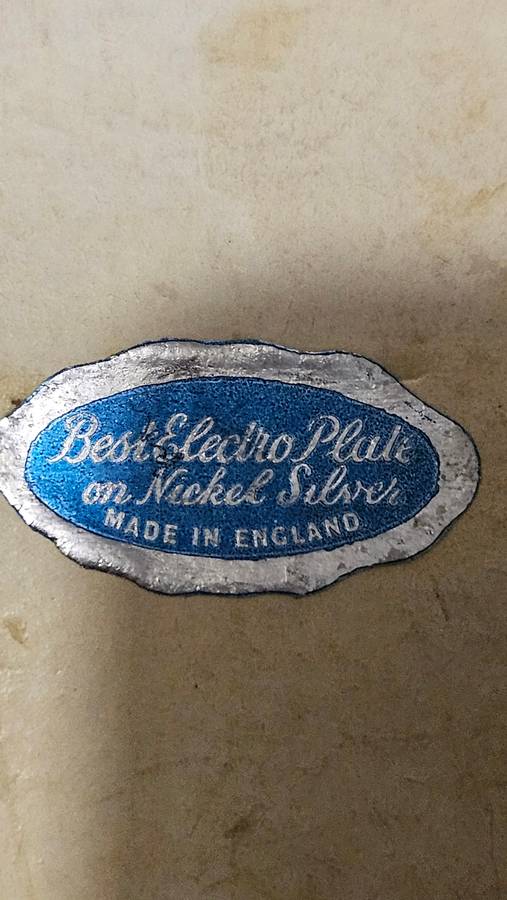 Best Electro Plate
on Nickel Silver
MADE IN ENGLAND